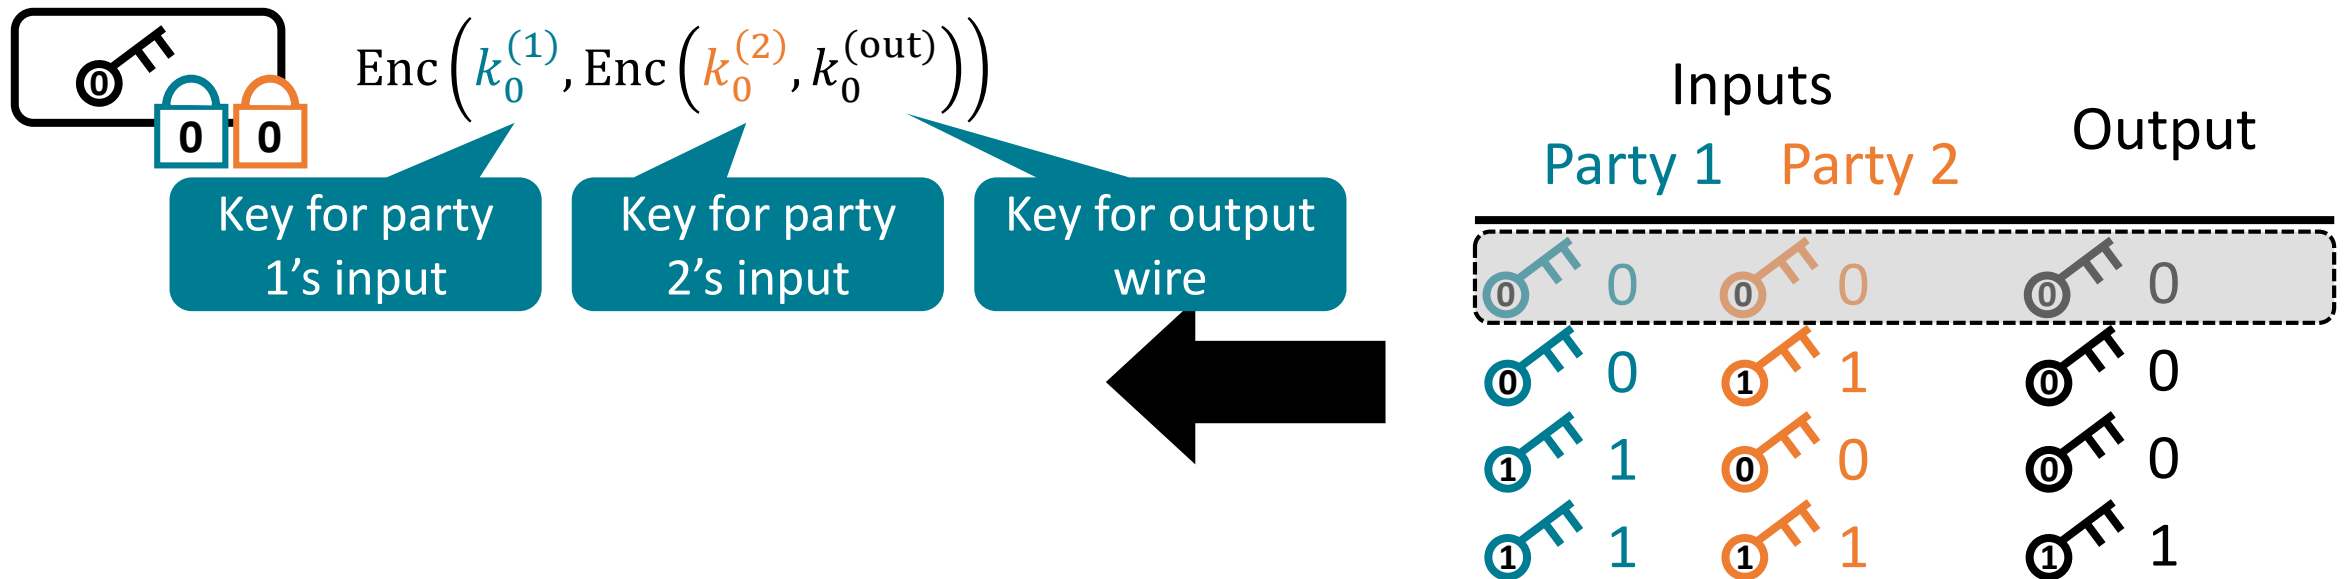 0
0 0
Enc(k_0^(1), Enc(k_0^(2), k_0^(out)))
Key for party
1's input
Key for party
2's input
Key for output
wire
Inputs
Party 1 Party 2
Output
0 0 0 0 0 0
0 0 1 1 0 0
1 1 0 0 0 0
1 1 1 1 1 1